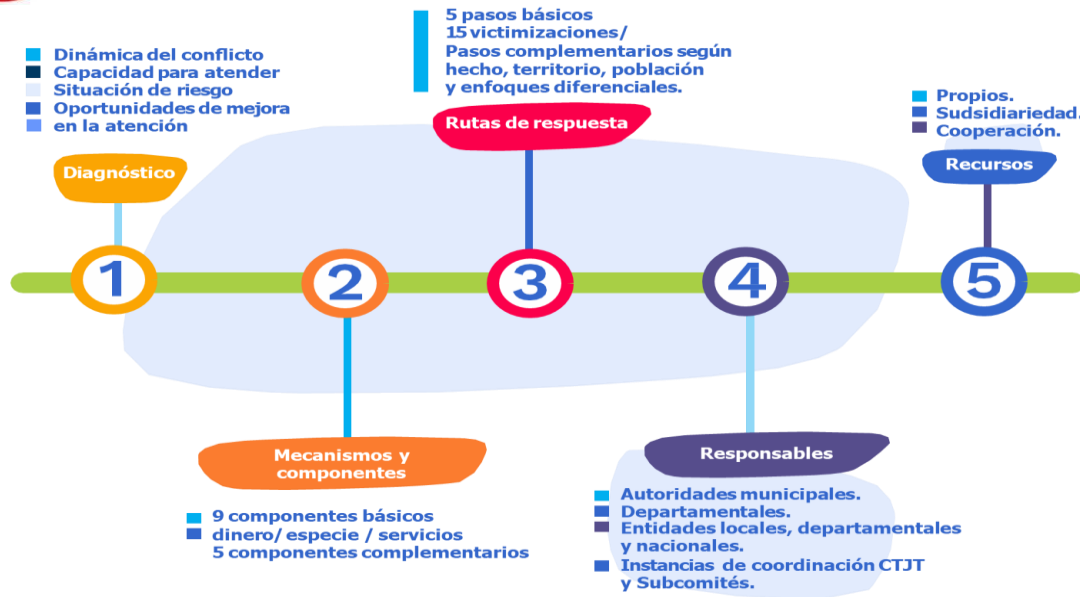 Dinámica del conflicto
Capacidad para atender
Situación de riesgo
Oportunidades de mejora
en la atención
Diagnóstico
1
Mecanismos y
componentes
2
9 componentes básicos
dinero/ especie / servicios
5 componentes complementarios
5 pasos básicos
15 victimizaciones/
Pasos complementarios según
hecho, territorio, población
y enfoques diferenciales.
Rutas de respuesta
3
4
Responsables
Autoridades municipales.
Departamentales.
Entidades locales, departamentales
y nacionales.
Instancias de coordinación CTJT
y Subcomités.
Propios.
Sudsidiariedad.
Cooperación.
Recursos
5